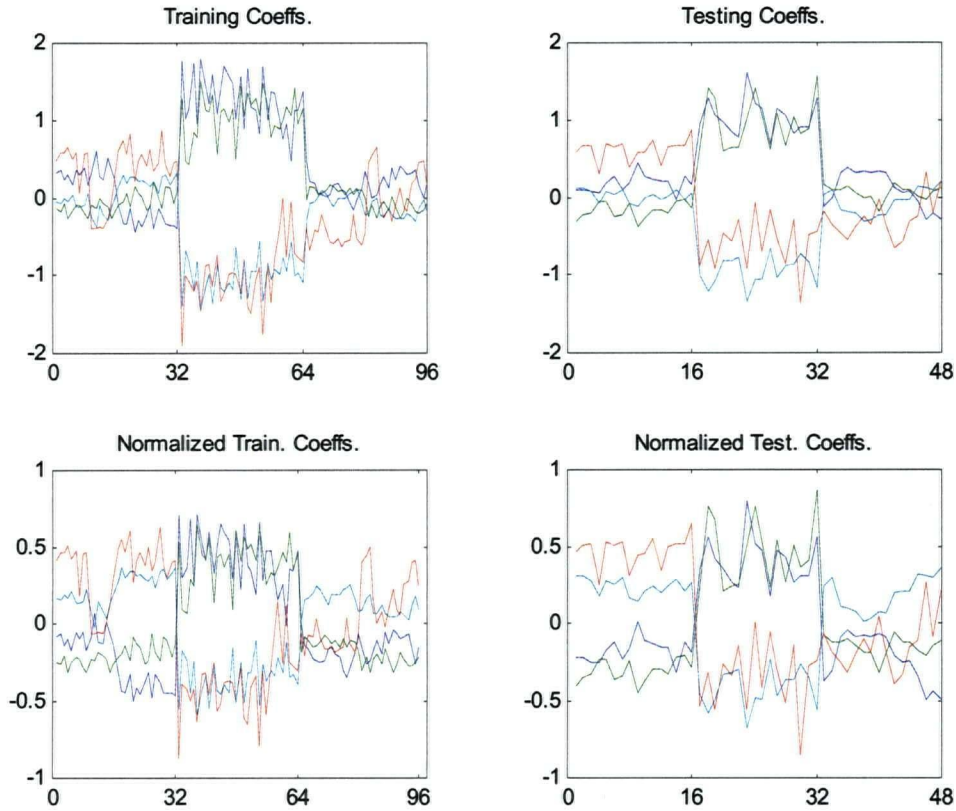 Training Coeffs.
2
1
0
-1
-2
0 32 64 96
Testing Coeffs.
2
1
0
-1
-2
0 16 32 48
Normalized Train. Coeffs.
1
0.5
0
-0.5
-1
0 32 64 96
Normalized Test. Coeffs.
1
0.5
0
-0.5
-1
0 16 32 48